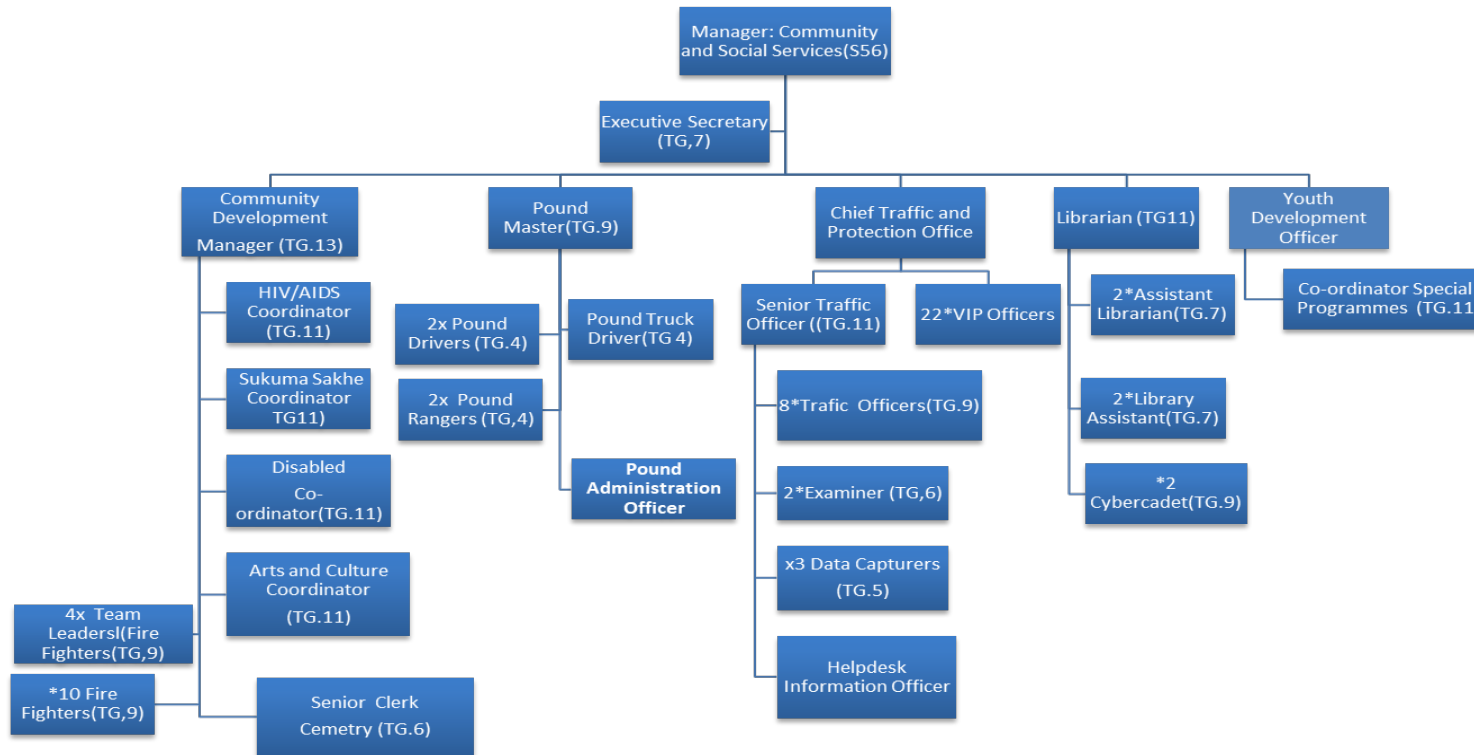 Manager: Community
and Social Services(S56)
Executive Secretary
(TG,7)
Community
Development
Manager (TG.13)
Pound
Master(TG.9)
Chief Traffic and
Protection Office
Librarian (TG11)
Youth
Development
Officer
HIV/AIDS
Coordinator
(TG.11)
Sukuma Sakhe
Coordinator
TG11)
Disabled
Co-
ordinator(TG.11)
Arts and Culture
Coordinator
(TG.11)
4x Team
Leadersl(Fire
Fighters(TG,9)
*10 Fire
Fighters(TG,9)
Senior Clerk
Cemetry (TG.6)
2x Pound
Drivers (TG.4)
Pound Truck
Driver(TG 4)
2x Pound
Rangers (TG,4)
Pound
Administration
Officer
Senior Traffic
Officer ((TG.11)
22*VIP Officers
8*Trafic Officers(TG.9)
2*Examiner (TG,6)
x3 Data Capturers
(TG.5)
Helpdesk
Information Officer
2*Assistant
Librarian(TG.7)
2*Library
Assistant(TG.7)
*2
Cybercadet(TG.9)
Co-ordinator Special
Programmes (TG.11